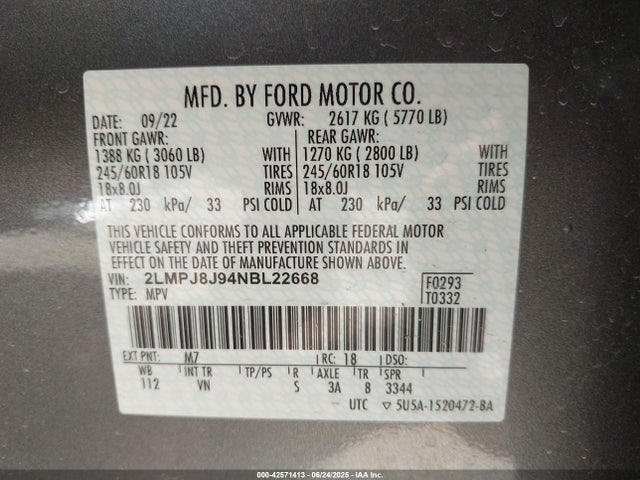 MFD. BY FORD MOTOR CO.
DATE: 09/22 GVWR: 2617 KG ( 5770 LB)
FRONT GAWR: REAR GAWR:
1388 KG ( 3060 LB) WITH 1270 KG ( 2800 LB) WITH
245/60R18 105V TIRES 245/60R18 105V TIRES
18x8.0J RIMS 18x8.0J RIMS
AT 230 kPa/ 33 PSI COLD AT 230 kPa/ 33 PSI COLD
THIS VEHICLE CONFORMS TO ALL APPLICABLE FEDERAL MOTOR
VEHICLE SAFETY AND THEFT PREVENTION STANDARDS IN
EFFECT ON THE DATE OF MANUFACTURE SHOWN ABOVE.
VIN: 2LMPJ8J94NBL22668 F0293
TYPE: MPV T0332
EXT PNT: M7 RC: 18 DSO:
WB INT TR TP/PS R AXLE TR SPR
112 VN S 3A 8 3344
UTC ▽ 5U5A-1520472-BA
000-42571413 - 06/24/2025 - IAA Inc.